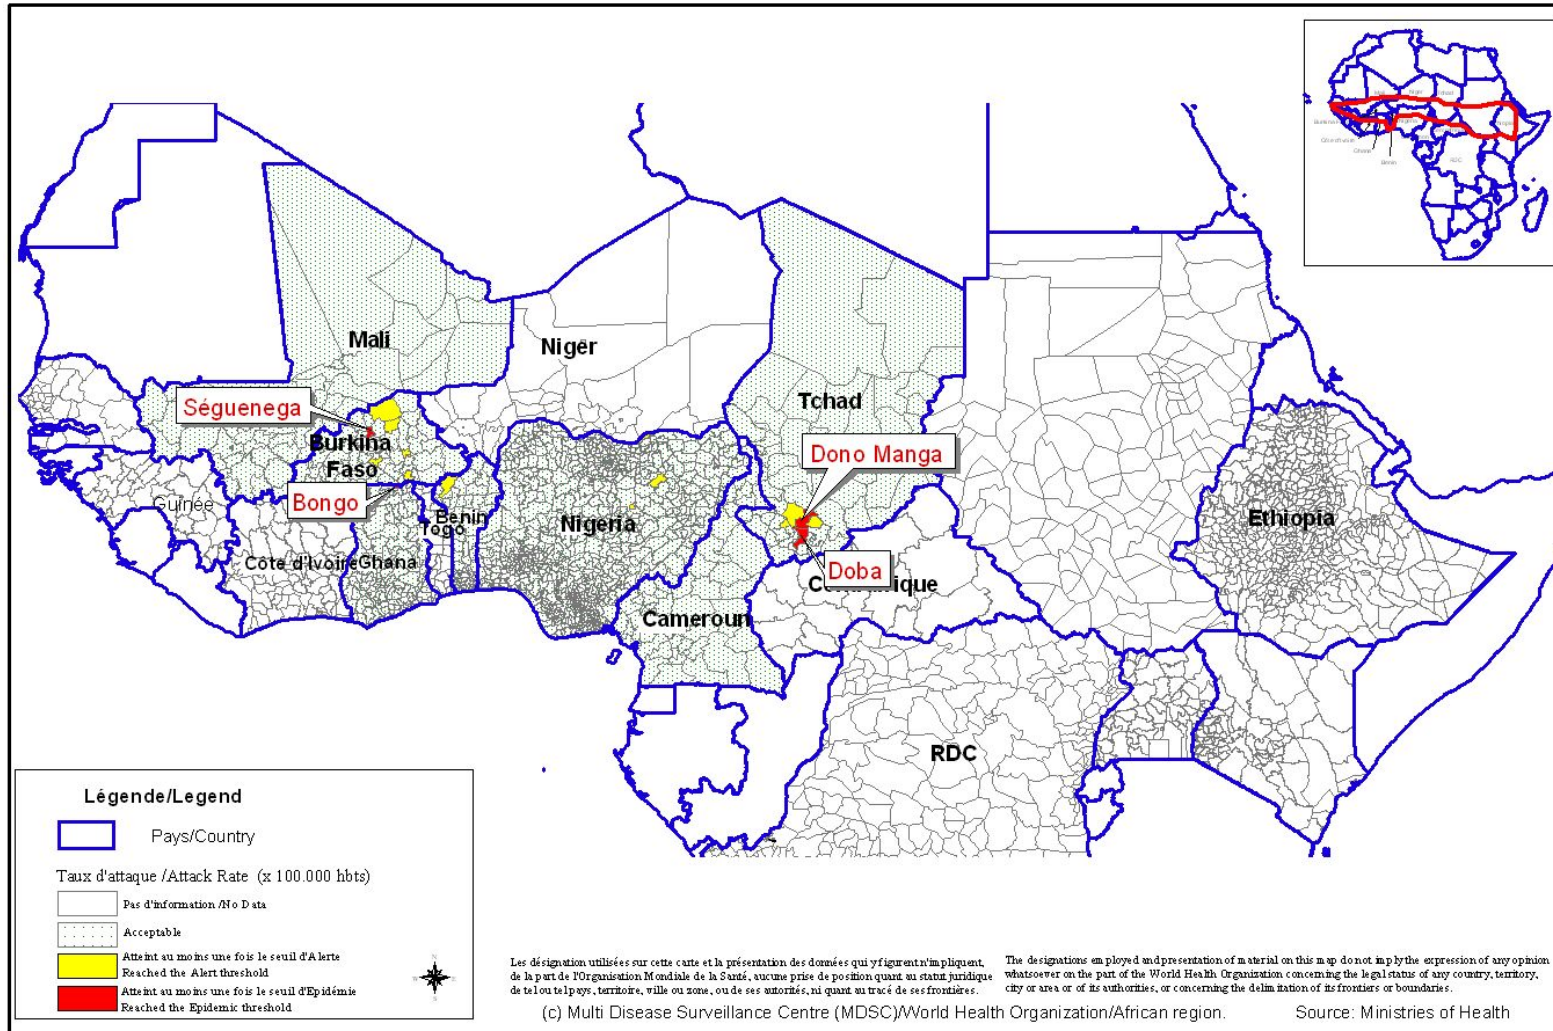 Mali
Niger
Tchad
RDC
Ghana
Benin
Mali
Niger
Séguenega
Tchad
Burkina
Faso
Dono Manga
Bongo
Guinée
Benin
Togo
Nigeria
Ethiopia
Côte d'Ivoire
Ghana
Doba
Cameroun
RDC
Légende/Legend
Pays/Country
Taux d'attaque /Attack Rate (x 100.000 hbts)
Pas d'information /No Data
Acceptable
Atteint au moins une fois le seuil d'Alerte
Reached the Alert threshold
Atteint au moins une fois le seuil d'Epidémie
Reached the Epidemic threshold
Les désignation utilisées sur cette carte et la présentation des données qui y figurent n'impliquent,
de la part de l'Organisation Mondiale de la Santé, aucune prise de position quant au statut juridique
de tel ou tel pays, territoire, ville ou zone, ou de ses autorités, ni quant au tracé de ses frontières.
The designations employed and presentation of material on this map do not imply the expression of any opinion
whatsoever on the part of the World Health Organization concerning the legal status of any country, territory,
city or area or of its authorities, or concerning the delimitation of its frontiers or boundaries.
(c) Multi Disease Surveillance Centre (MDSC)/World Health Organization/African region.
Source: Ministries of Health